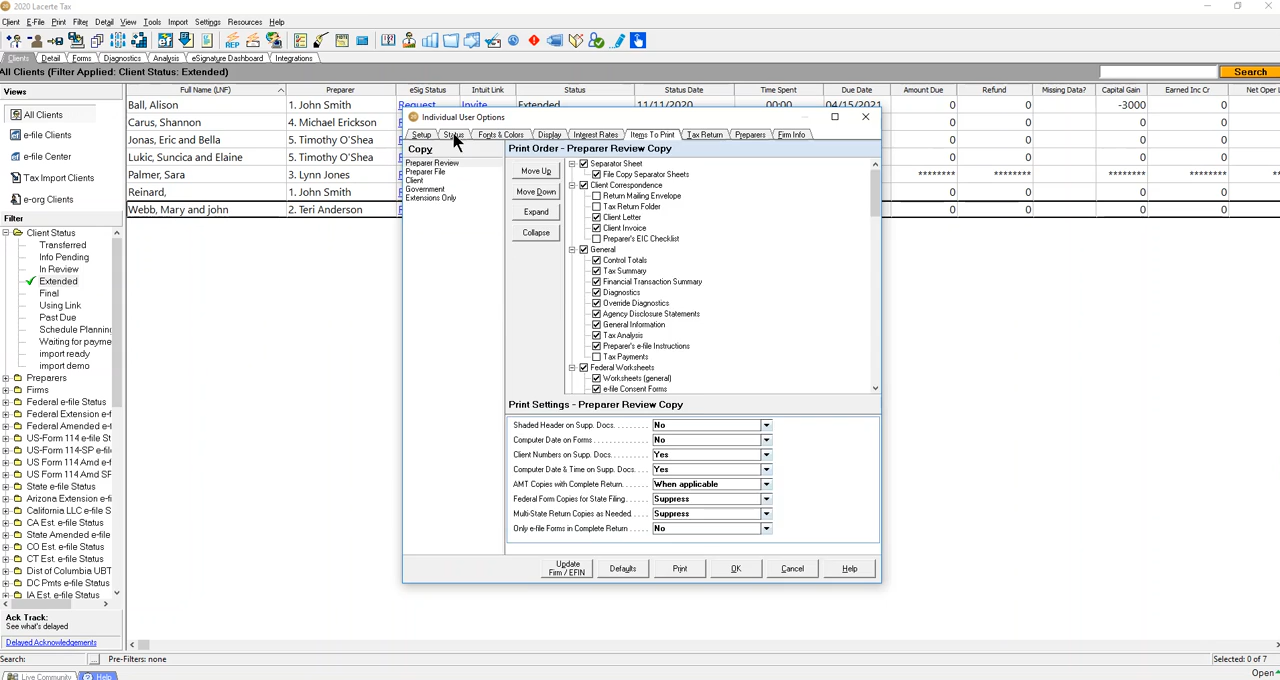 2020 Lacerte Tax
Client E-File Print Filter Detail View Tools Import Settings Resources Help
Clients Detail Forms Diagnostics Analysis eSignature Dashboard Integrations
All Clients (Filter Applied: Client Status: Extended) Search
Views
All Clients
e-file Clients
e-file Center
Tax Import Clients
e-org Clients
Filter
Client Status
Transferred
Info Pending
In Review
Extended
Final
Using Link
Past Due
Schedule Planning
Waiting for payme
import ready
import demo
Preparers
Firms
Federal e-file Status
Federal Extension e-f
Federal Amended e-f
US-Form 114 e-file St
US-Form 114-SP e-fil
US Form 114 Amd e-f
US Form 114 Amd SF
State e-file Status
Arizona Extension e-fi
California LLC e-file S
CA Est. e-file Status
State Amended e-file
CO Est. e-file Status
CT Est. e-file Status
Dist of Columbia UBT
DC Pmts e-file Status
IA Est. e-file Status
Ack Track:
See what's delayed
Delayed Acknowledgements
Full Name (LNF) Preparer eSig Status Intuit Link Status Status Date Time Spent Due Date Amount Due Refund Missing Data? Capital Gain Earned Inc Cr Net Oper L
Ball, Alison 1. John Smith Request Invite Extended 11/11/2020 00:00 04/15/2021 0 0 -3000 0
Carus, Shannon 4. Michael Erickson 0 0 0 0
Jonas, Eric and Bella 5. Timothy O'Shea 0 0 0 0
Lukic, Suncica and Elaine 5. Timothy O'Shea 0 0 0 0
Palmer, Sara 3. Lynn Jones ******** ******** ******** ********
Reinard, 1. John Smith 0 0 0 0
Webb, Mary and john 2. Teri Anderson 0 0 0 0
Individual User Options
Setup Status Fonts & Colors Display Interest Rates Items To Print Tax Return Preparers Firm Info
Copy
Preparer Review
Preparer File
Client
Government
Extensions Only
Print Order - Preparer Review Copy
Move Up
Move Down
Expand
Collapse
Separator Sheet
File Copy Separator Sheets
Client Correspondence
Return Mailing Envelope
Tax Return Folder
Client Letter
Client Invoice
Preparer's EIC Checklist
General
Control Totals
Tax Summary
Financial Transaction Summary
Diagnostics
Override Diagnostics
Agency Disclosure Statements
General Information
Tax Analysis
Preparer's e-file Instructions
Tax Payments
Federal Worksheets
Worksheets (general)
e-file Consent Forms
Print Settings - Preparer Review Copy
Shaded Header on Supp. Docs. . . . . . . . No
Computer Date on Forms. . . . . . . . . . . . No
Client Numbers on Supp. Docs. . . . . . . . Yes
Computer Date & Time on Supp. Docs. . . . Yes
AMT Copies with Complete Return. . . . . . When applicable
Federal Form Copies for State Filing. . . . . Suppress
Multi-State Return Copies as Needed. . . . Suppress
Only e-file Forms in Complete Return . . . . No
Update
Firm / EFIN Defaults Print OK Cancel Help
Search: ... Pre-Filters: none Selected: 0 of 7
Live Community Help Open